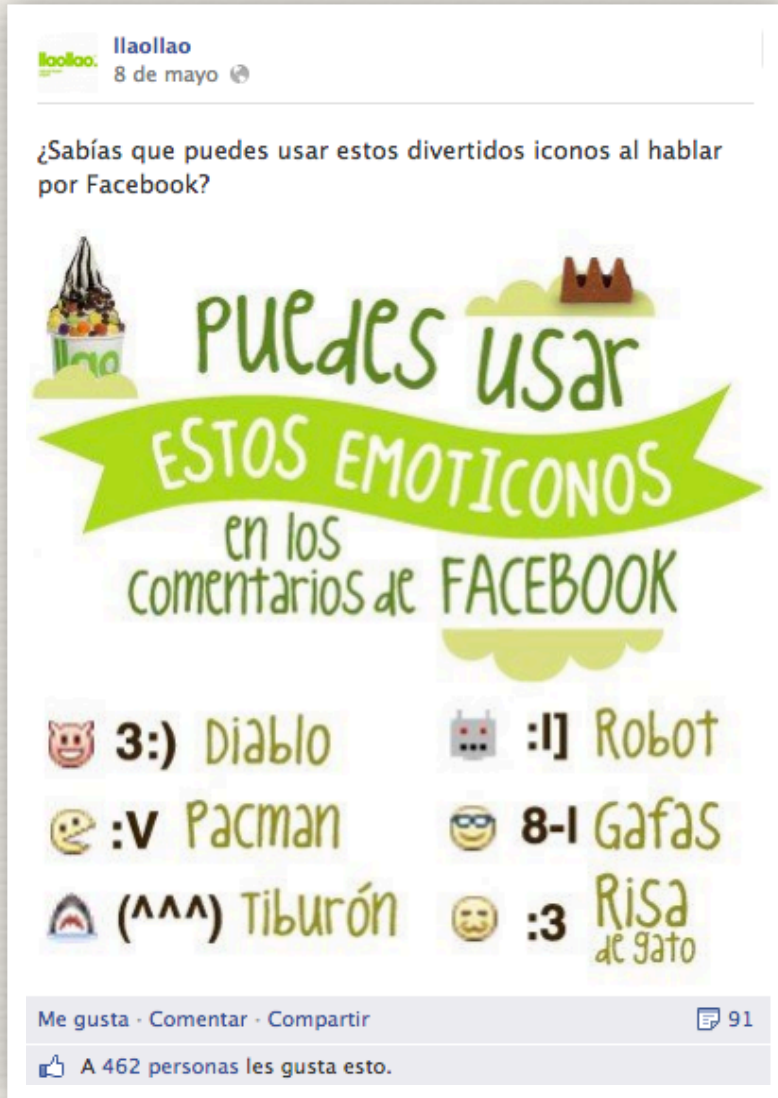 llaollao.
llaollao
8 de mayo
¿Sabías que puedes usar estos divertidos iconos al hablar
por Facebook?
llao
Puedes usar
ESTOS EMOTICONOS
en los
comentarios de FACEBOOK
3:) Diablo
:l] Robot
:V Pacman
8-l Gafas
(^^^) Tiburón
:3 Risa
de gato
Me gusta · Comentar · Compartir
91
A 462 personas les gusta esto.